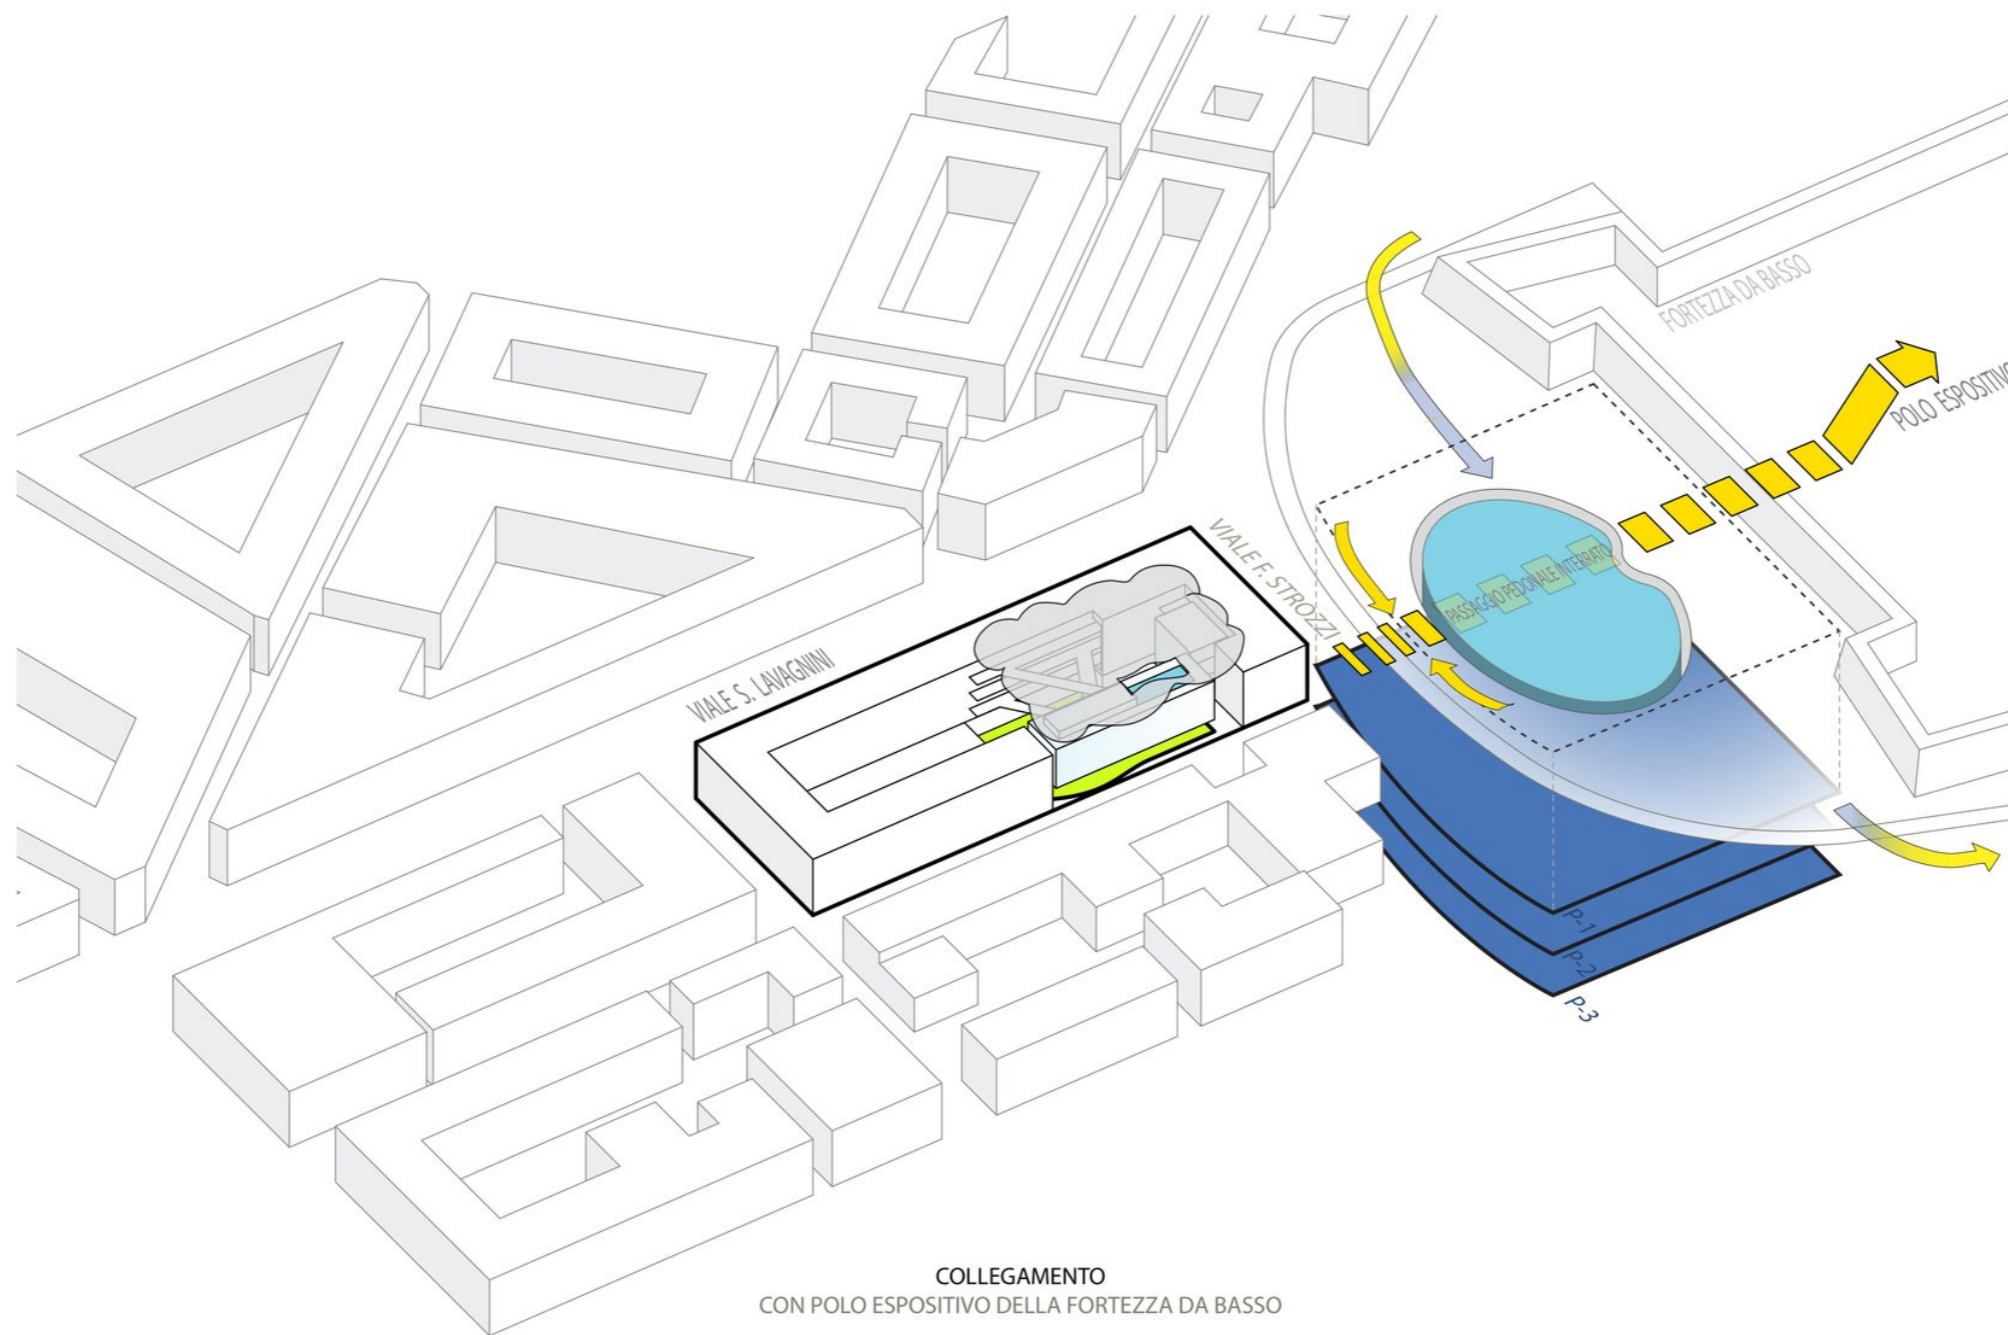 FORTEZZA DA BASSO
POLO ESPOSITIVO
VIALE F. STROZZI
PASSAGGIO PEDONALE INTERRATO
VIALE S. LAVAGNINI
P-1
P-2
P-3
COLLEGAMENTO
CON POLO ESPOSITIVO DELLA FORTEZZA DA BASSO